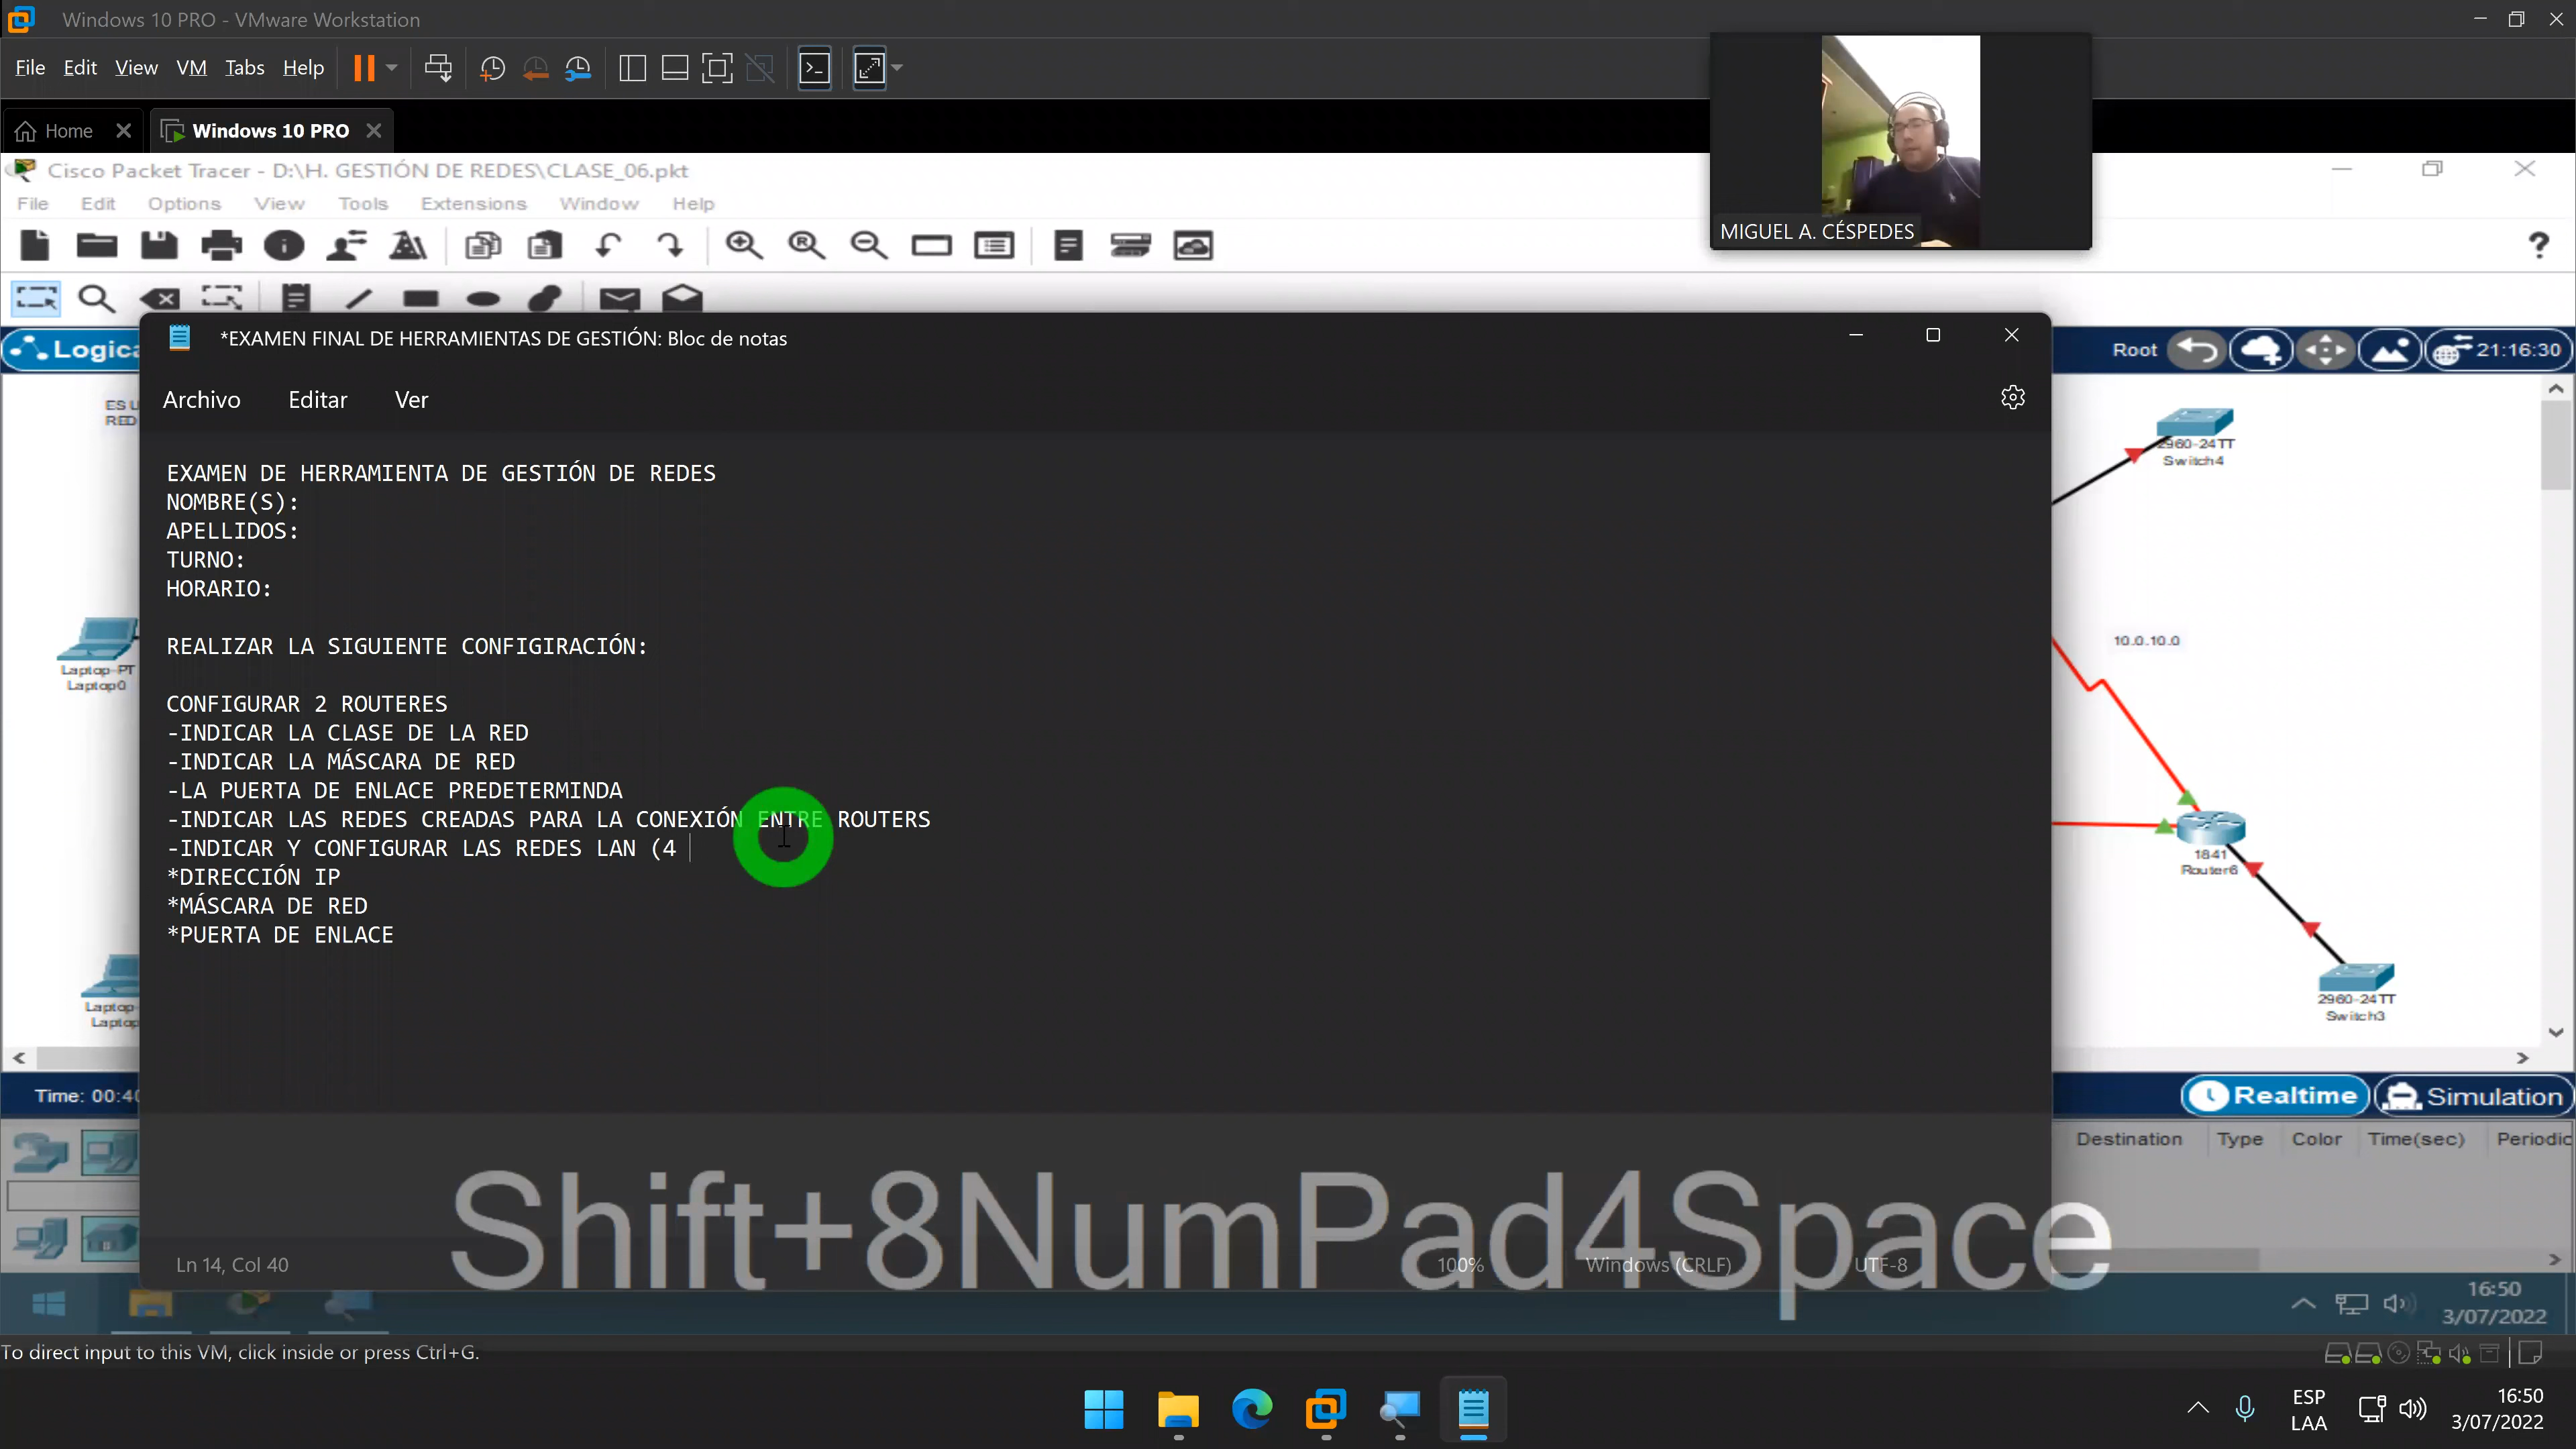 Windows 10 PRO - VMware Workstation
File Edit View VM Tabs Help
Home
Windows 10 PRO
MIGUEL A. CÉSPEDES
Cisco Packet Tracer - D:\H. GESTIÓN DE REDES\CLASE_06.pkt
File Edit Options View Tools Extensions Window Help
?
Logica
Root
21:16:30
ES U
RED
*EXAMEN FINAL DE HERRAMIENTAS DE GESTIÓN: Bloc de notas
Archivo Editar Ver
EXAMEN DE HERRAMIENTA DE GESTIÓN DE REDES
NOMBRE(S):
APELLIDOS:
TURNO:
HORARIO:
REALIZAR LA SIGUIENTE CONFIGIRACIÓN:
CONFIGURAR 2 ROUTERES
-INDICAR LA CLASE DE LA RED
-INDICAR LA MÁSCARA DE RED
-LA PUERTA DE ENLACE PREDETERMINDA
-INDICAR LAS REDES CREADAS PARA LA CONEXIÓN ENTRE ROUTERS
-INDICAR Y CONFIGURAR LAS REDES LAN (4
*DIRECCIÓN IP
*MÁSCARA DE RED
*PUERTA DE ENLACE
Ln 14, Col 40
100%
Windows (CRLF)
UTF-8
Laptop-PT
Laptop0
Laptop-
Laptop
2960-24TT
Switch4
10.0.10.0
1841
Router6
2960-24TT
Switch3
Time: 00:40
Realtime
Simulation
Destination Type Color Time(sec) Periodic
Shift+8NumPad4Space
16:50
3/07/2022
To direct input to this VM, click inside or press Ctrl+G.
ESP
LAA
16:50
3/07/2022